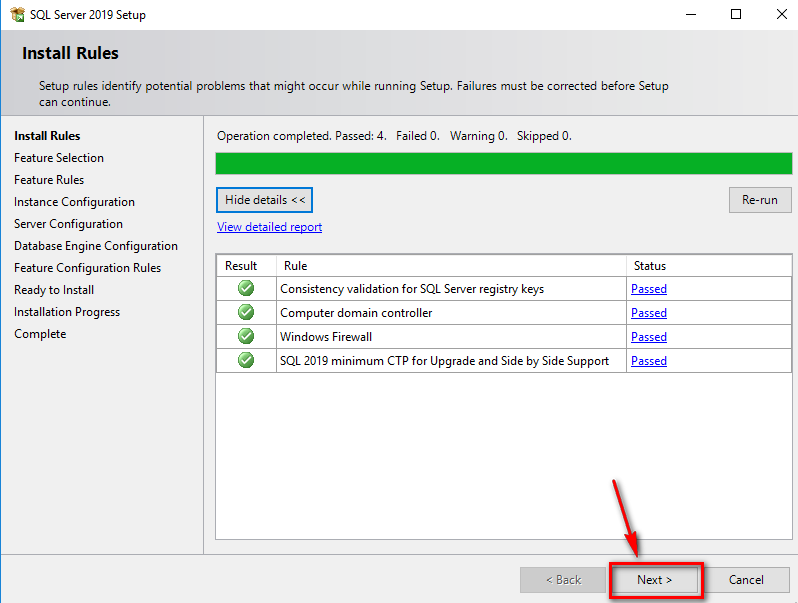 SQL Server 2019 Setup
Install Rules
Setup rules identify potential problems that might occur while running Setup. Failures must be corrected before Setup
can continue.
Install Rules
Feature Selection
Feature Rules
Instance Configuration
Server Configuration
Database Engine Configuration
Feature Configuration Rules
Ready to Install
Installation Progress
Complete
Operation completed. Passed: 4.   Failed 0.   Warning 0.   Skipped 0.
Hide details <<
Re-run
View detailed report
Result Rule Status
Consistency validation for SQL Server registry keys Passed
Computer domain controller Passed
Windows Firewall Passed
SQL 2019 minimum CTP for Upgrade and Side by Side Support Passed
< Back Next > Cancel